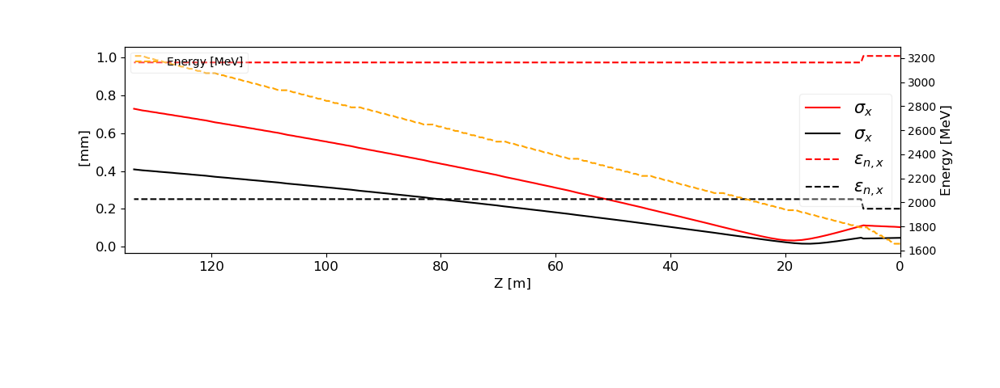 Energy [MeV]
1.0
0.8
0.6
0.4
0.2
0.0
[mm]
3200
3000
2800
2600
2400
2200
2000
1800
1600
Energy [MeV]
σx
σx
εn,x
εn,x
120
100
80
60
40
20
0
Z [m]